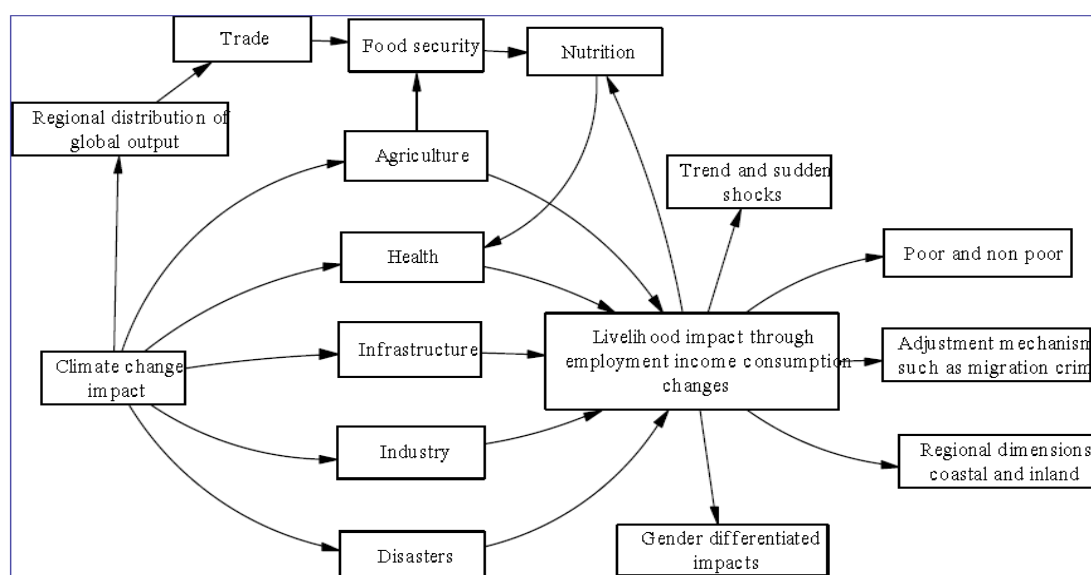 Trade
Food security
Nutrition
Regional distribution of
global output
Agriculture
Trend and sudden
shocks
Health
Poor and non poor
Climate change
impact
Infrastructure
Livelihood impact through
employment income consumption
changes
Adjustment mechanism
such as migration crim
Industry
Regional dimensions
coastal and inland
Disasters
Gender differentiated
impacts